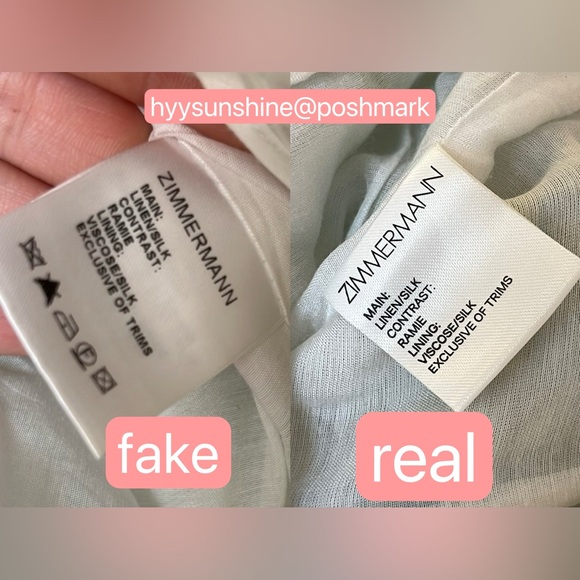 hyysunshine@poshmark
ZIMMERMANN
MAIN:
LINEN/SILK
CONTRAST:
RAMIE
LINING:
VISCOSE/SILK
EXCLUSIVE OF TRIMS
ZIMMERMANN
MAIN:
LINEN/SILK
CONTRAST:
RAMIE
LINING:
VISCOSE/SILK
EXCLUSIVE OF TRIMS
fake
real